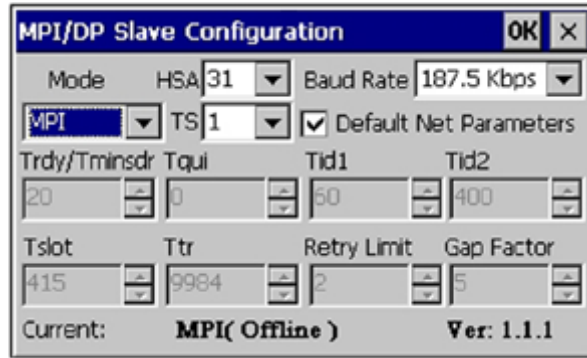 MPI/DP Slave Configuration OK ×
Mode HSA 31 Baud Rate 187.5 Kbps
MPI TS 1 Default Net Parameters
Trdy/Tminsdr Tqui Tid1 Tid2
20 0 60 400
Tslot Ttr Retry Limit Gap Factor
415 9984 2 5
Current: MPI( Offline ) Ver: 1.1.1